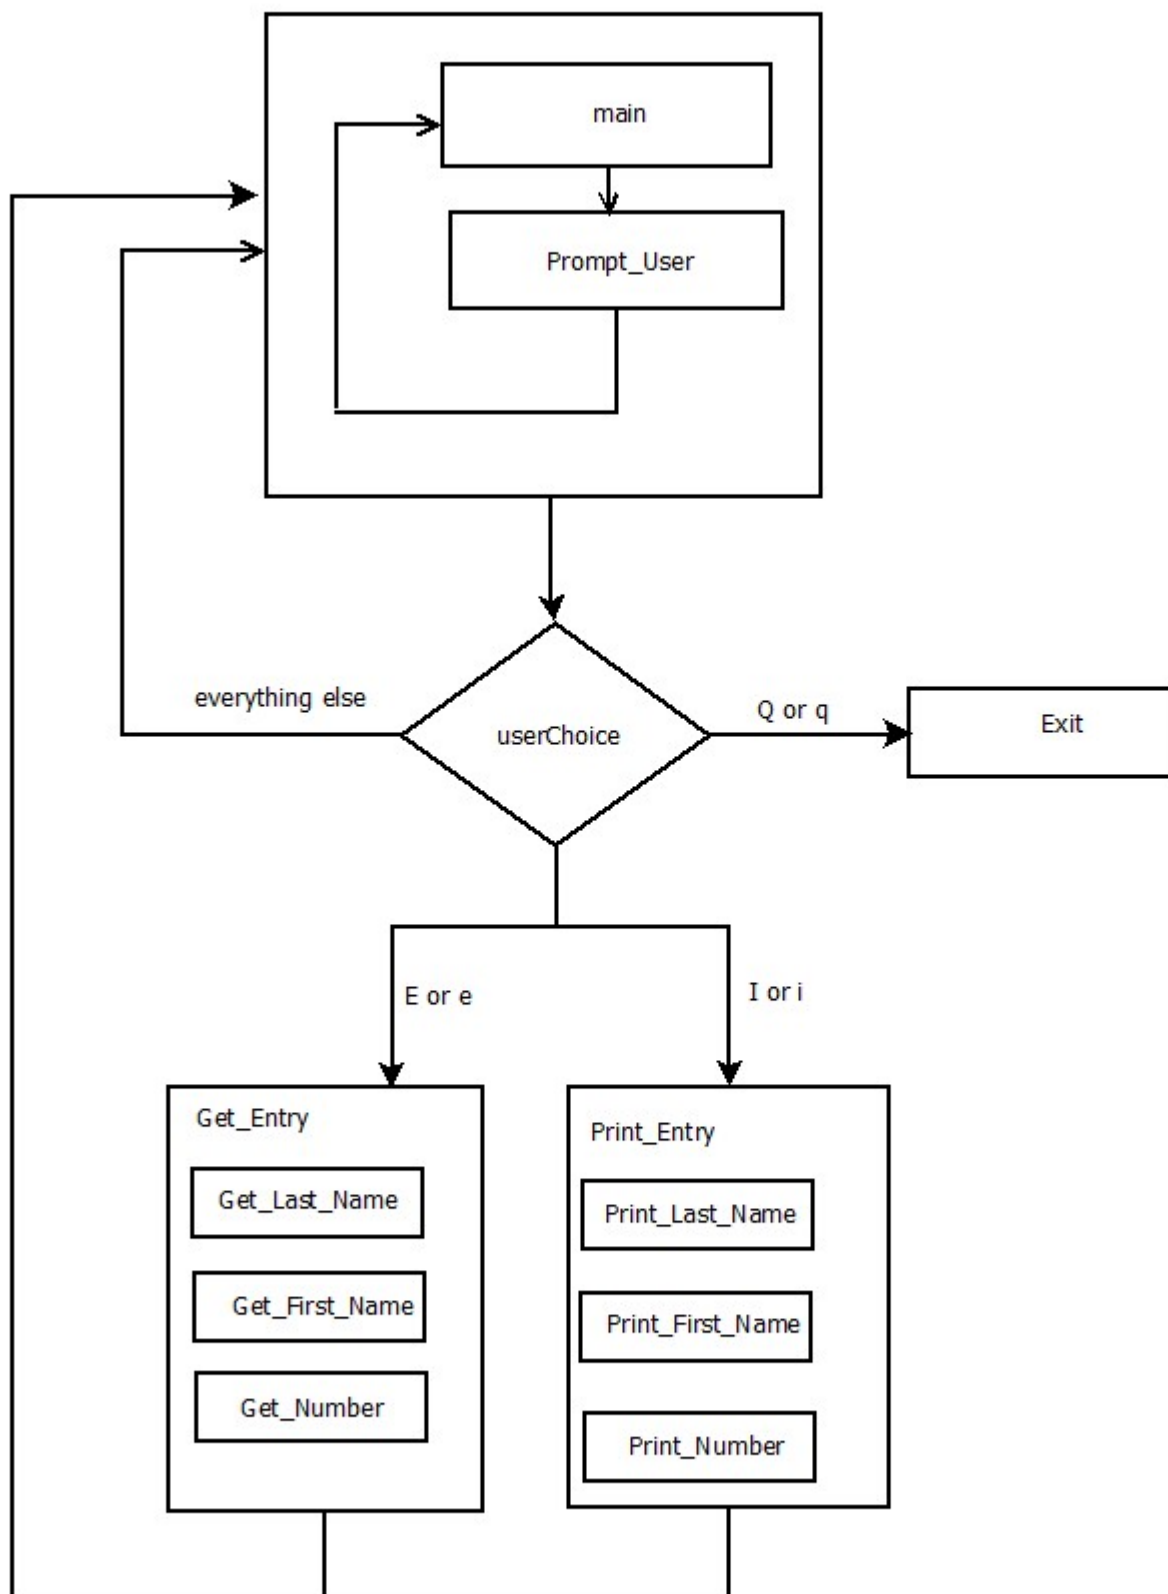 main
Prompt_User
everything else
userChoice
Q or q
Exit
E or e
I or i
Get_Entry
Get_Last_Name
Get_First_Name
Get_Number
Print_Entry
Print_Last_Name
Print_First_Name
Print_Number